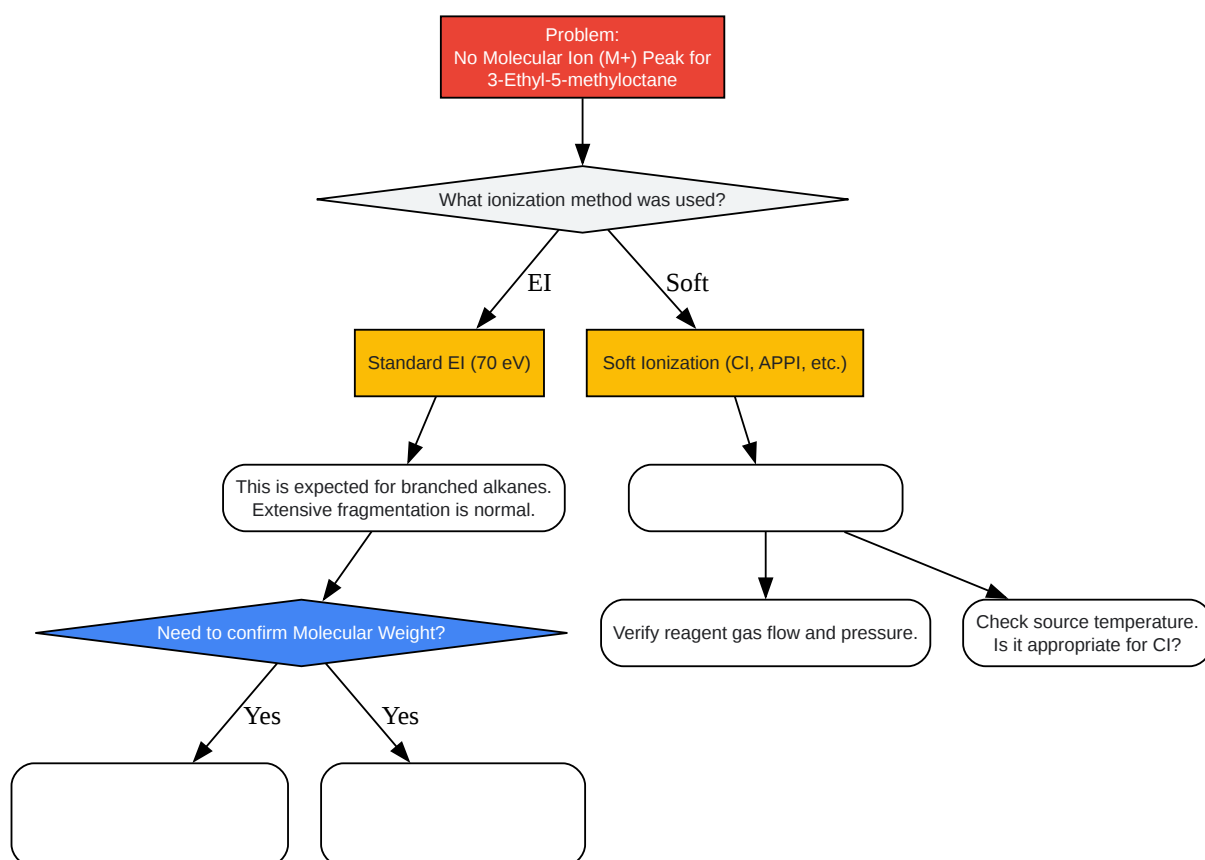 Problem:
No Molecular Ion (M+) Peak for
3-Ethyl-5-methyloctane
What ionization method was used?
EI
Soft
Standard EI (70 eV)
Soft Ionization (CI, APPI, etc.)
This is expected for branched alkanes.
Extensive fragmentation is normal.
Need to confirm Molecular Weight?
Verify reagent gas flow and pressure.
Check source temperature.
Is it appropriate for CI?
Yes
Yes